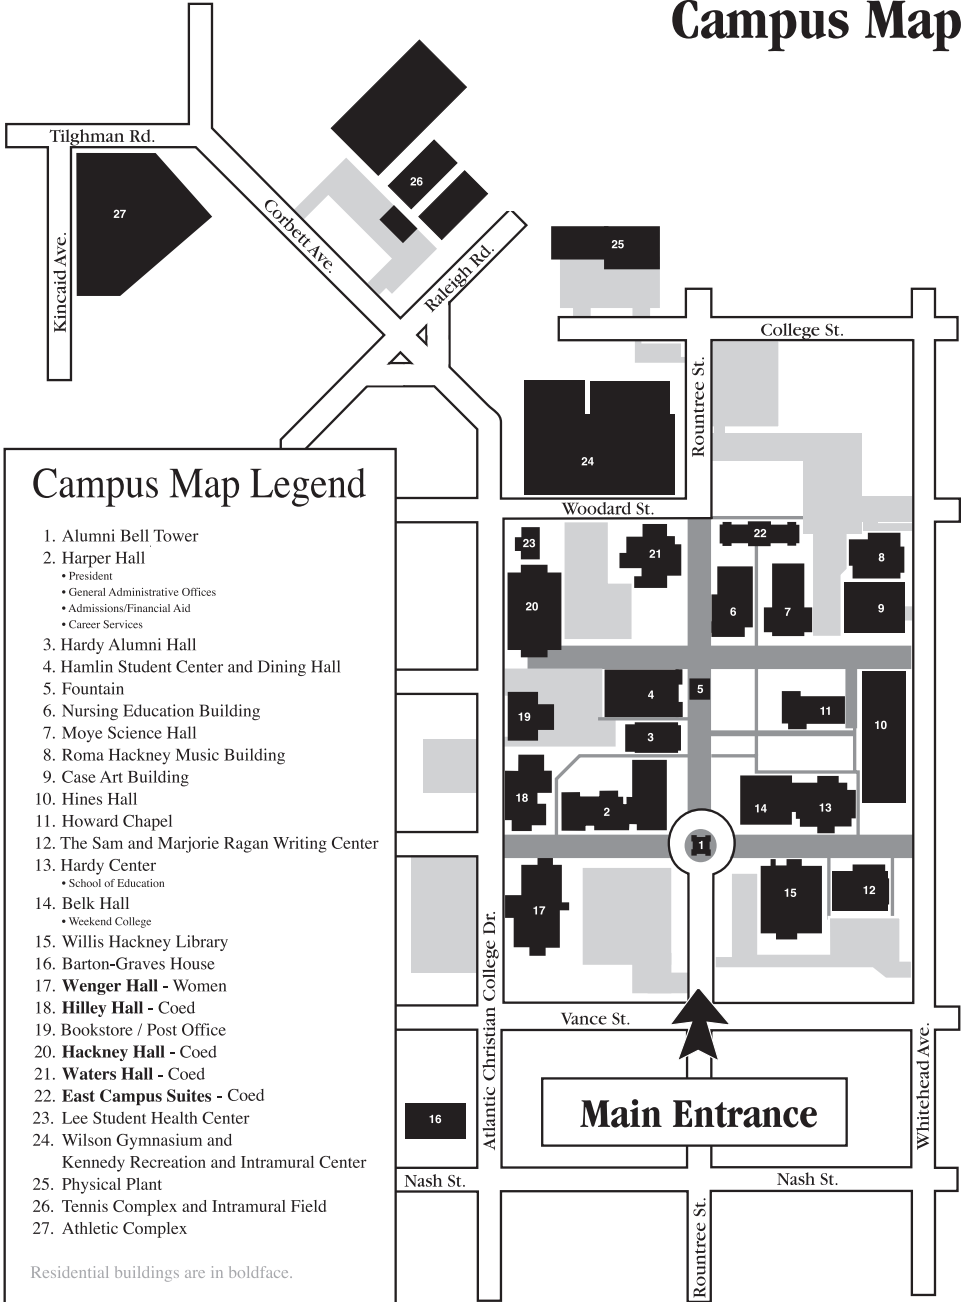 Campus Map
Tilghman Rd.
27
26
Corbett Ave.
Kincaid Ave.
Raleigh Rd.
25
College St.
Rountree St.
24
Woodard St.
23
21
22
8
20
6
7
9
5
4
19
11
10
3
18
2
14
13
1
17
15
12
Vance St.
Atlantic Christian College Dr.
Whitehead Ave.
Main Entrance
16
Nash St.
Nash St.
Rountree St.
Campus Map Legend
1. Alumni Bell Tower
2. Harper Hall
• President
• General Administrative Offices
• Admissions/Financial Aid
• Career Services
3. Hardy Alumni Hall
4. Hamlin Student Center and Dining Hall
5. Fountain
6. Nursing Education Building
7. Moye Science Hall
8. Roma Hackney Music Building
9. Case Art Building
10. Hines Hall
11. Howard Chapel
12. The Sam and Marjorie Ragan Writing Center
13. Hardy Center
• School of Education
14. Belk Hall
• Weekend College
15. Willis Hackney Library
16. Barton-Graves House
17. Wenger Hall - Women
18. Hilley Hall - Coed
19. Bookstore / Post Office
20. Hackney Hall - Coed
21. Waters Hall - Coed
22. East Campus Suites - Coed
23. Lee Student Health Center
24. Wilson Gymnasium and
Kennedy Recreation and Intramural Center
25. Physical Plant
26. Tennis Complex and Intramural Field
27. Athletic Complex
Residential buildings are in boldface.